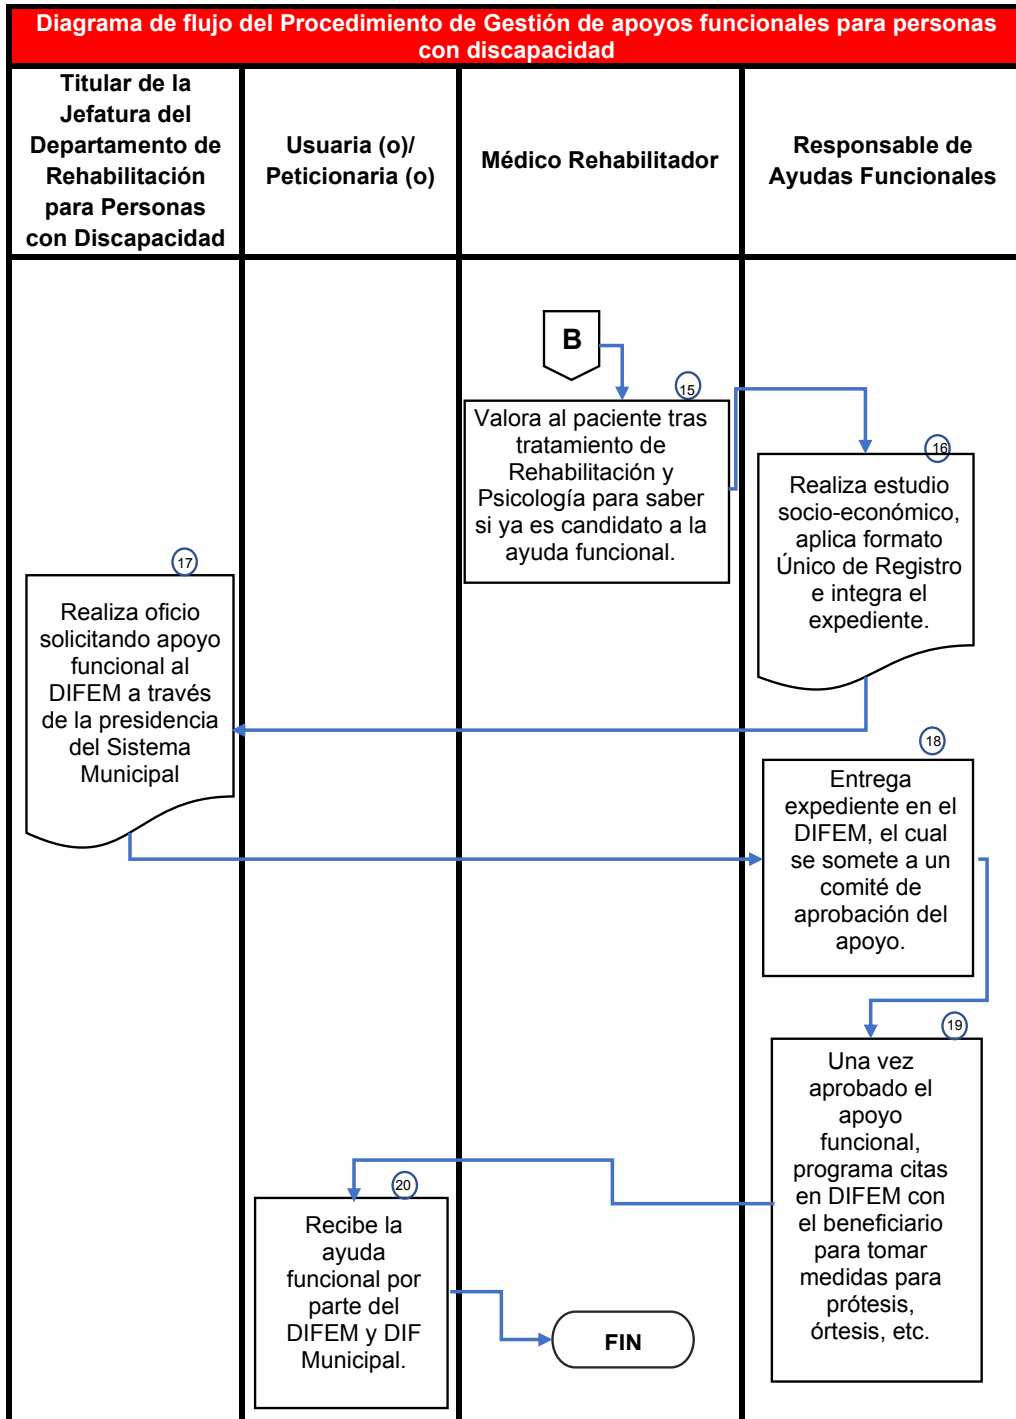 Diagrama de flujo del Procedimiento de Gestión de apoyos funcionales para personas
con discapacidad
Titular de la
Jefatura del
Departamento de
Rehabilitación
para Personas
con Discapacidad
Usuaria (o)/
Peticionaria (o)
Médico Rehabilitador
Responsable de
Ayudas Funcionales
B
15
Valora al paciente tras
tratamiento de
Rehabilitación y
Psicología para saber
si ya es candidato a la
ayuda funcional.
16
Realiza estudio
socio-económico,
aplica formato
Único de Registro
e integra el
expediente.
17
Realiza oficio
solicitando apoyo
funcional al
DIFEM a través
de la presidencia
del Sistema
Municipal
18
Entrega
expediente en el
DIFEM, el cual
se somete a un
comité de
aprobación del
apoyo.
19
Una vez
aprobado el
apoyo
funcional,
programa citas
en DIFEM con
el beneficiario
para tomar
medidas para
prótesis,
órtesis, etc.
20
Recibe la
ayuda
funcional por
parte del
DIFEM y DIF
Municipal.
FIN